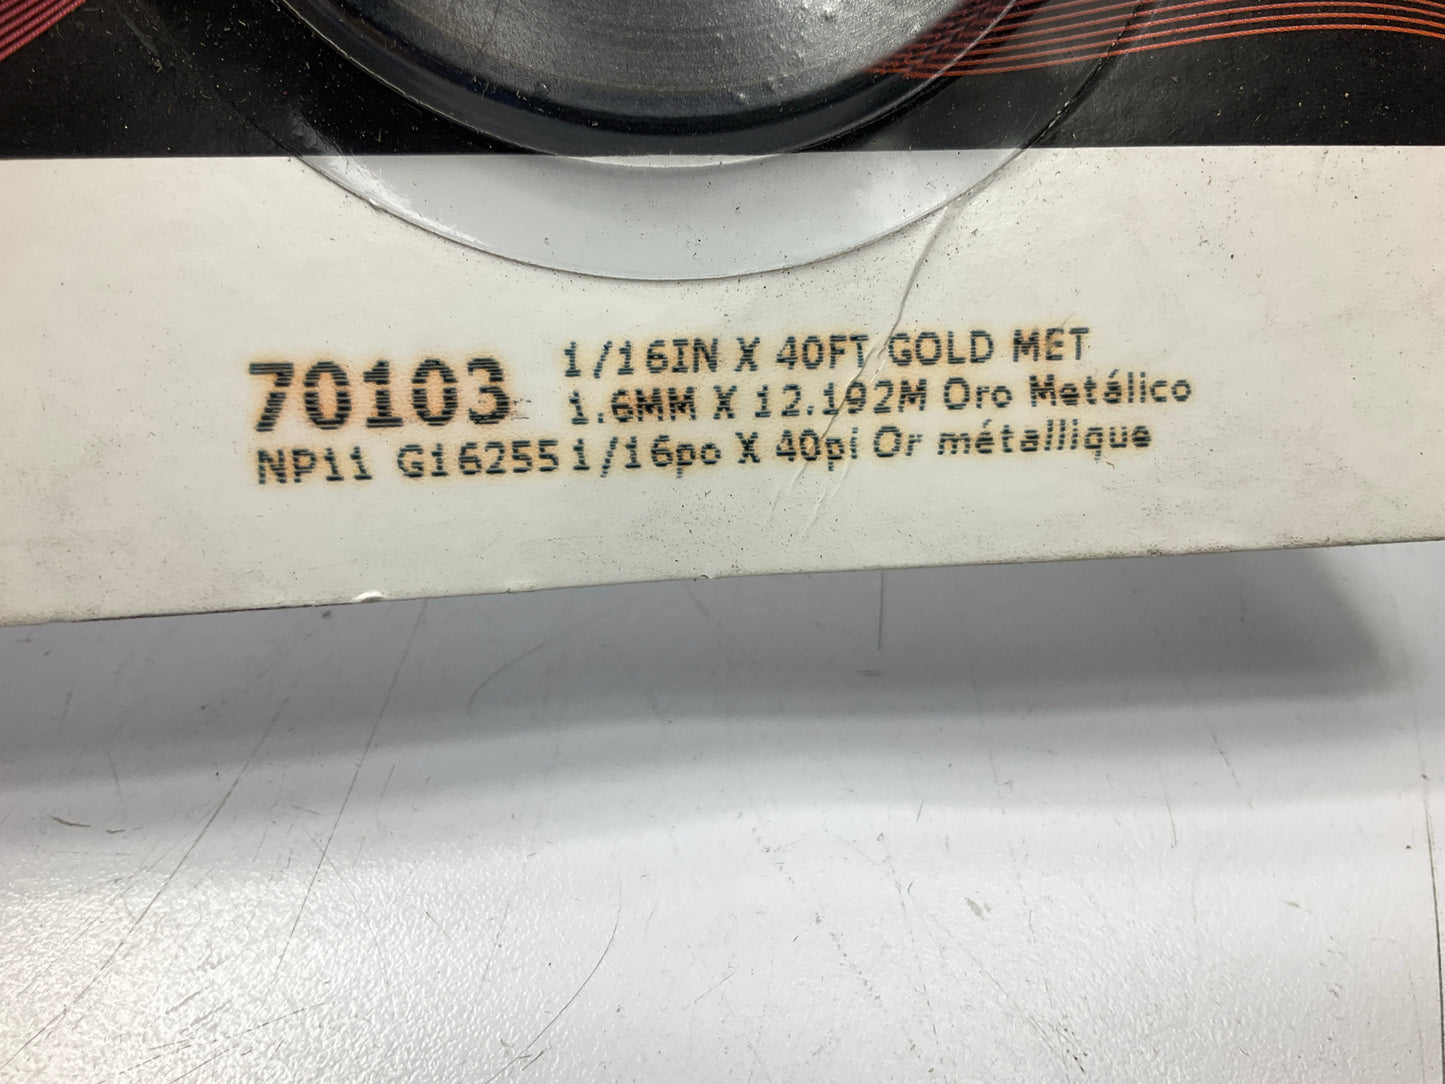 70103 1/16IN X 40FT GOLD MET
1.6MM X 12.192M Oro Metálico
NP11 G16255 1/16po X 40pi Or métallique